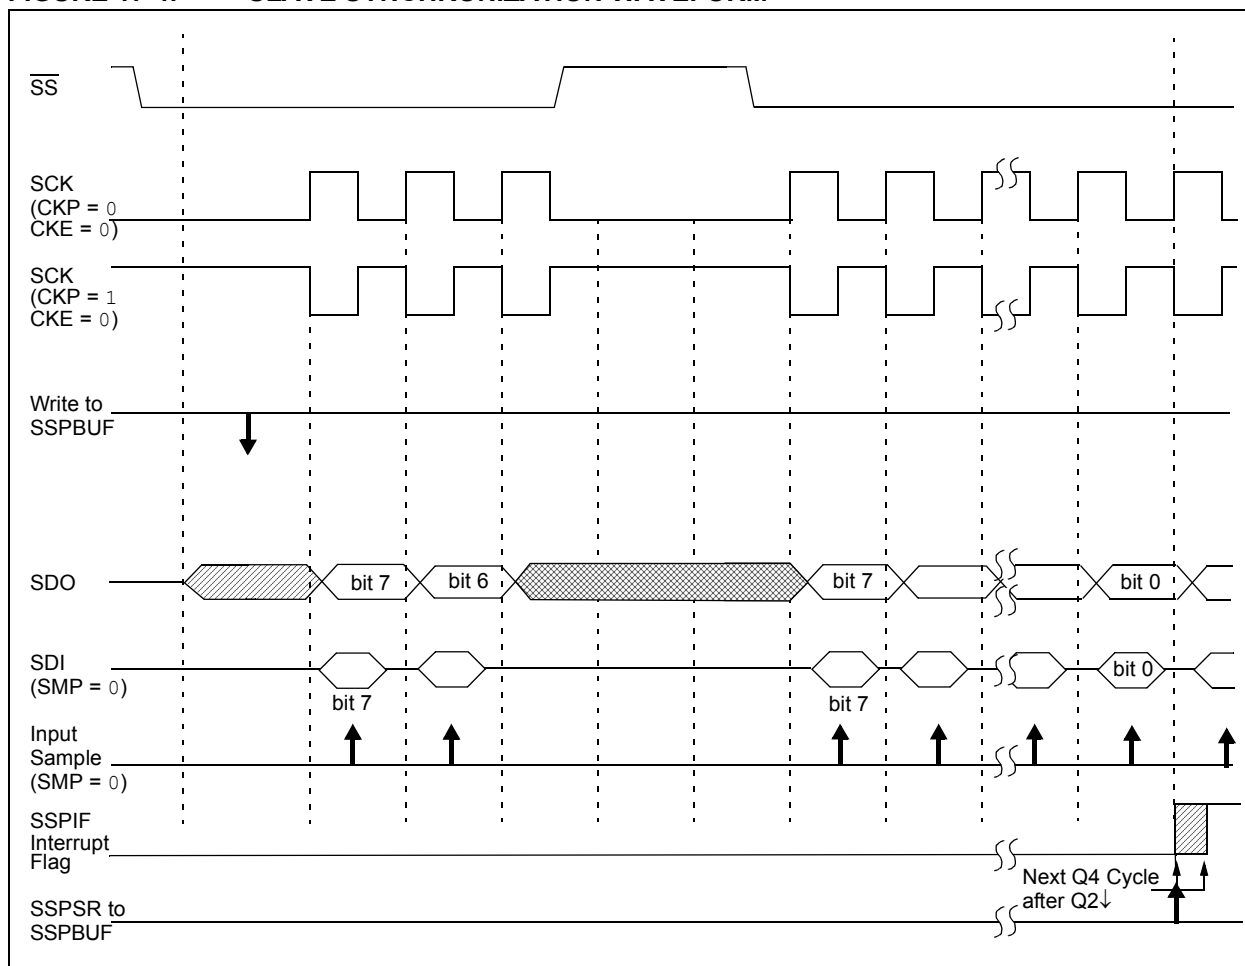 SS
SCK
(CKP = 0
CKE = 0)
SCK
(CKP = 1
CKE = 0)
Write to
SSPBUF
SDO
bit 7
bit 6
bit 7
bit 0
SDI
(SMP = 0)
bit 7
bit 7
bit 0
Input
Sample
(SMP = 0)
SSPIF
Interrupt
Flag
Next Q4 Cycle
after Q2↓
SSPSR to
SSPBUF